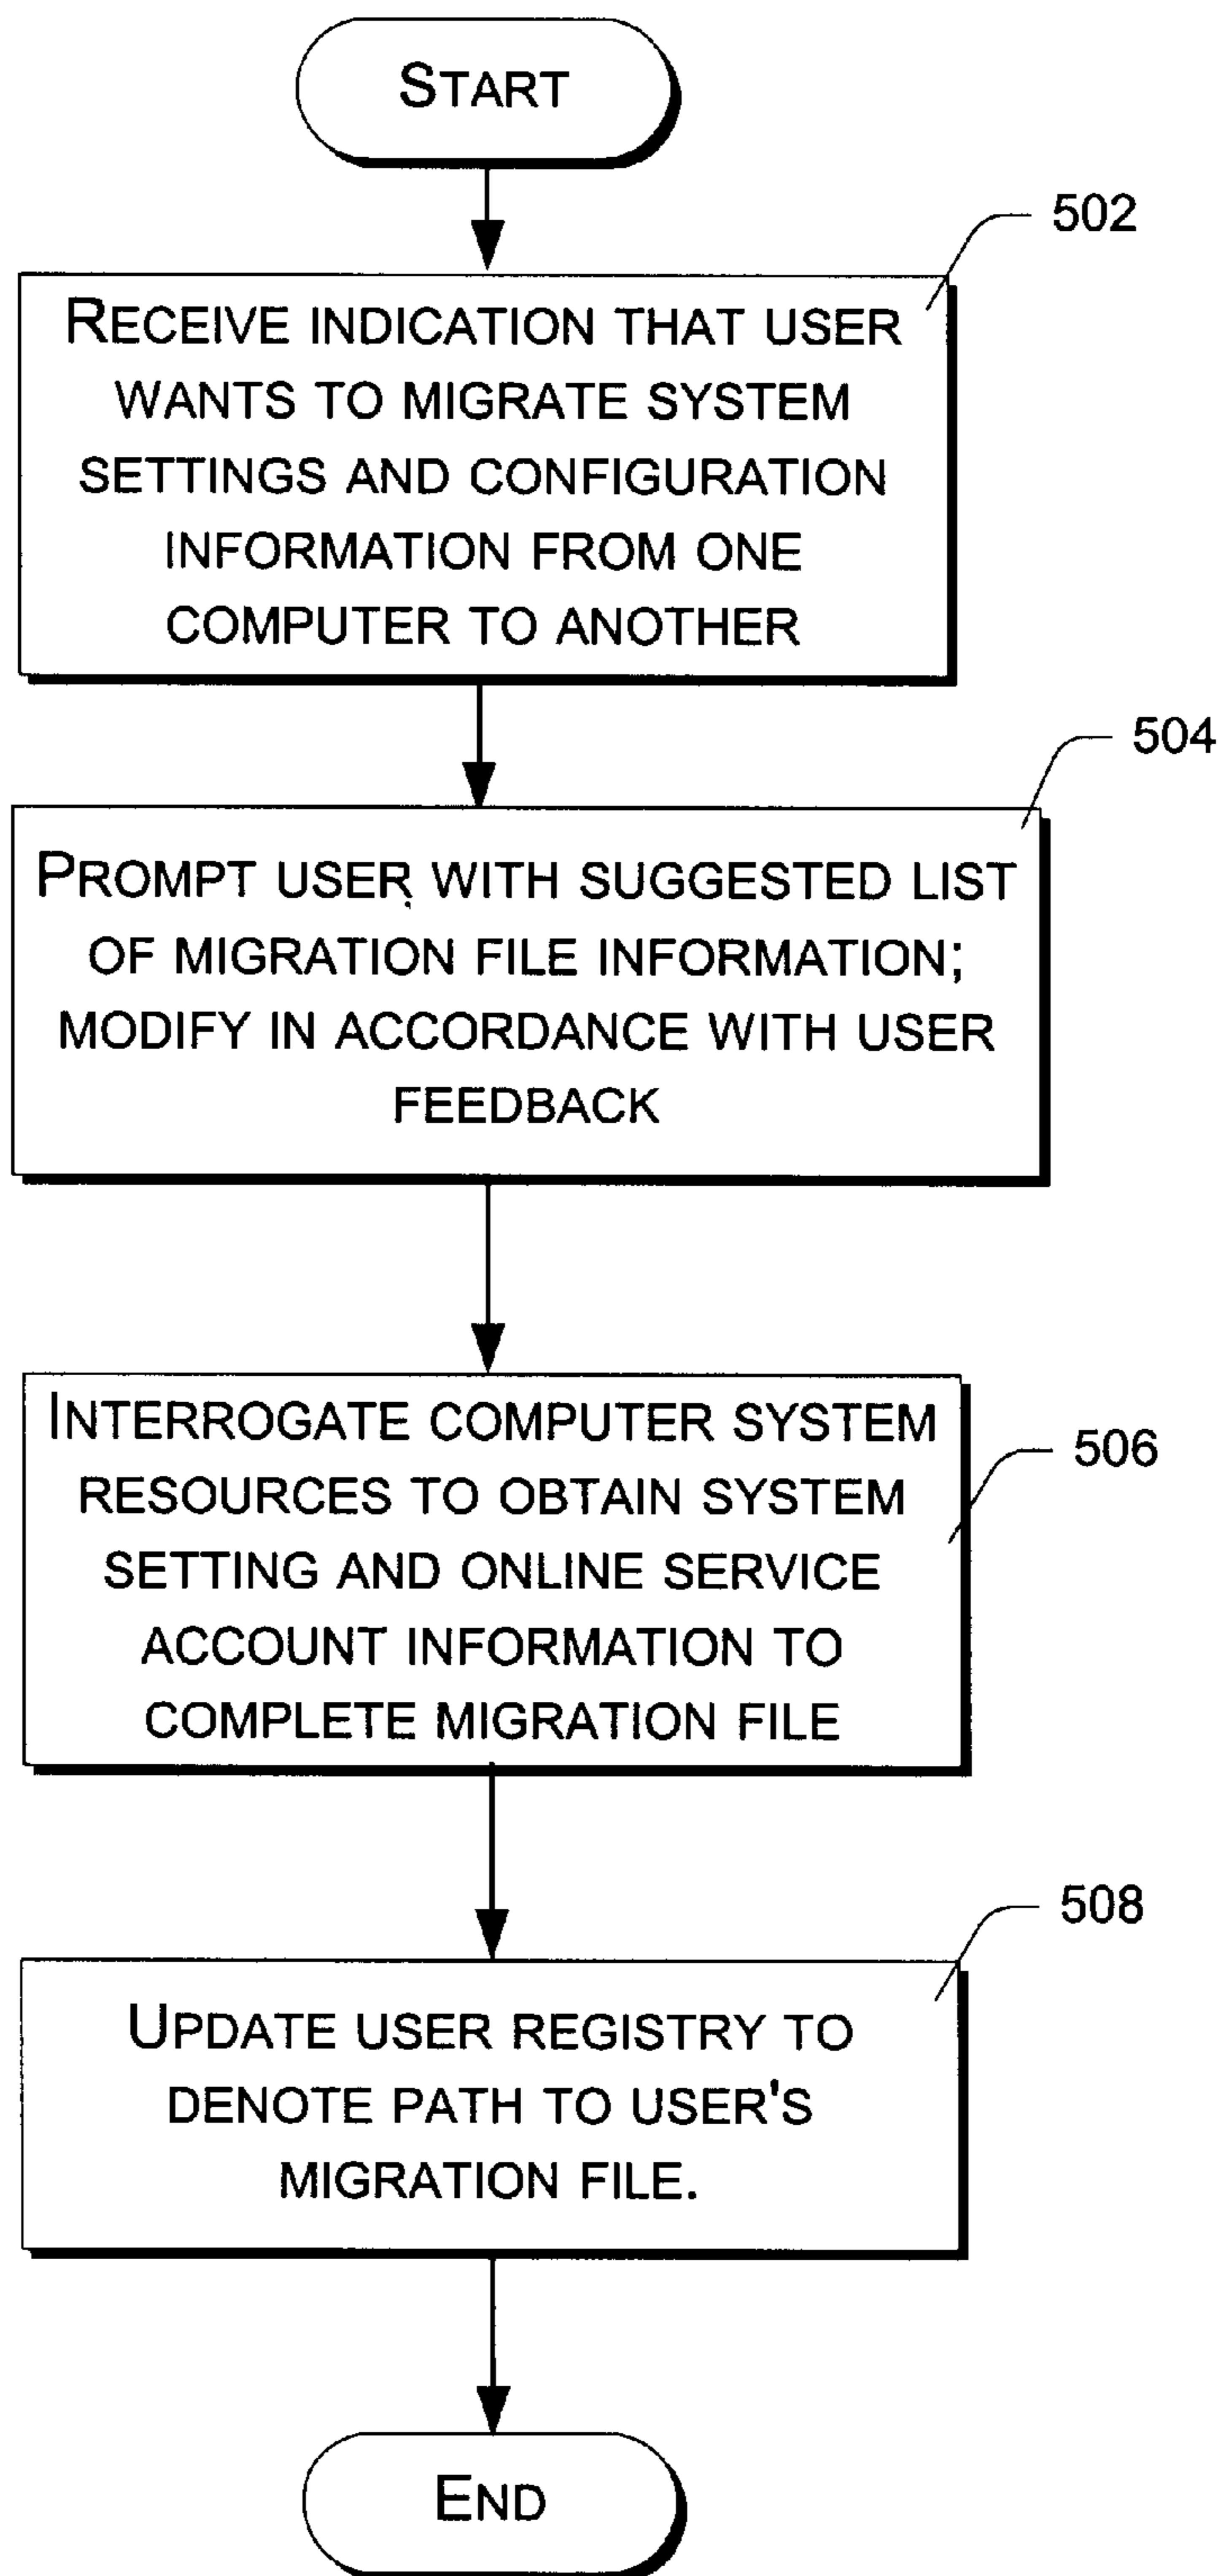 START
502
RECEIVE INDICATION THAT USER
WANTS TO MIGRATE SYSTEM
SETTINGS AND CONFIGURATION
INFORMATION FROM ONE
COMPUTER TO ANOTHER
504
PROMPT USER WITH SUGGESTED LIST
OF MIGRATION FILE INFORMATION;
MODIFY IN ACCORDANCE WITH USER
FEEDBACK
506
INTERROGATE COMPUTER SYSTEM
RESOURCES TO OBTAIN SYSTEM
SETTING AND ONLINE SERVICE
ACCOUNT INFORMATION TO
COMPLETE MIGRATION FILE
508
UPDATE USER REGISTRY TO
DENOTE PATH TO USER'S
MIGRATION FILE.
END